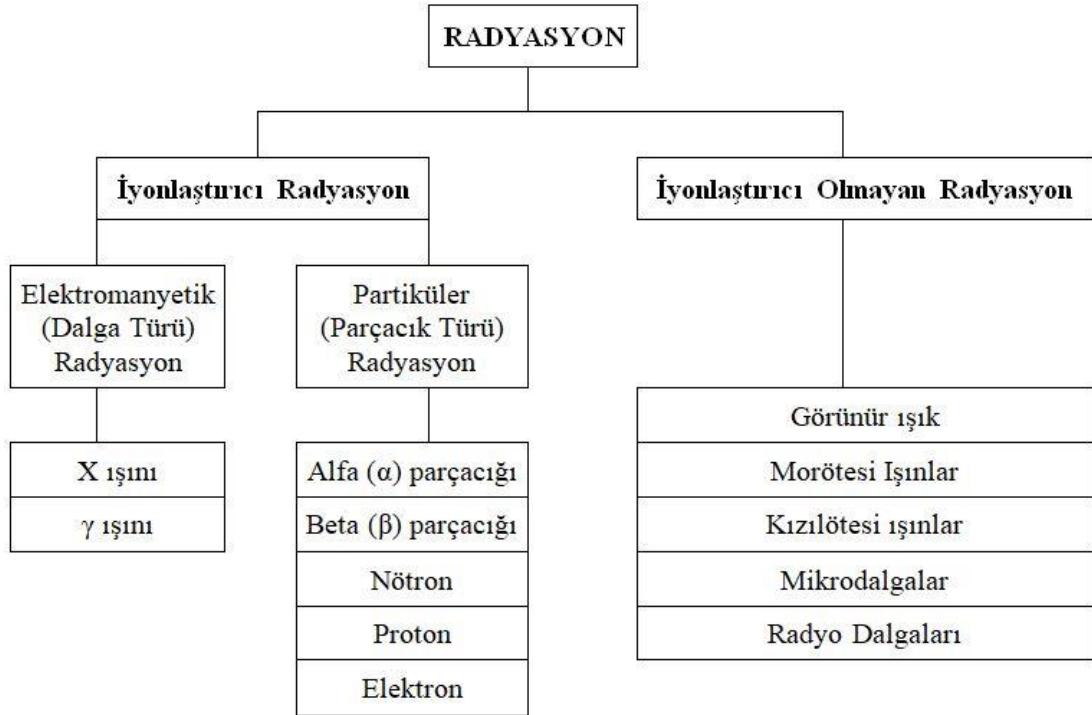 RADYASYON
İyonlaştırıcı Radyasyon
İyonlaştırıcı Olmayan Radyasyon
Elektromanyetik
(Dalga Türü)
Radyasyon
Partiküler
(Parçacık Türü)
Radyasyon
X ışını
γ ışını
Alfa (α) parçacığı
Beta (β) parçacığı
Nötron
Proton
Elektron
Görünür ışık
Morötesi Işınlar
Kızılötesi ışınlar
Mikrodalgalar
Radyo Dalgaları